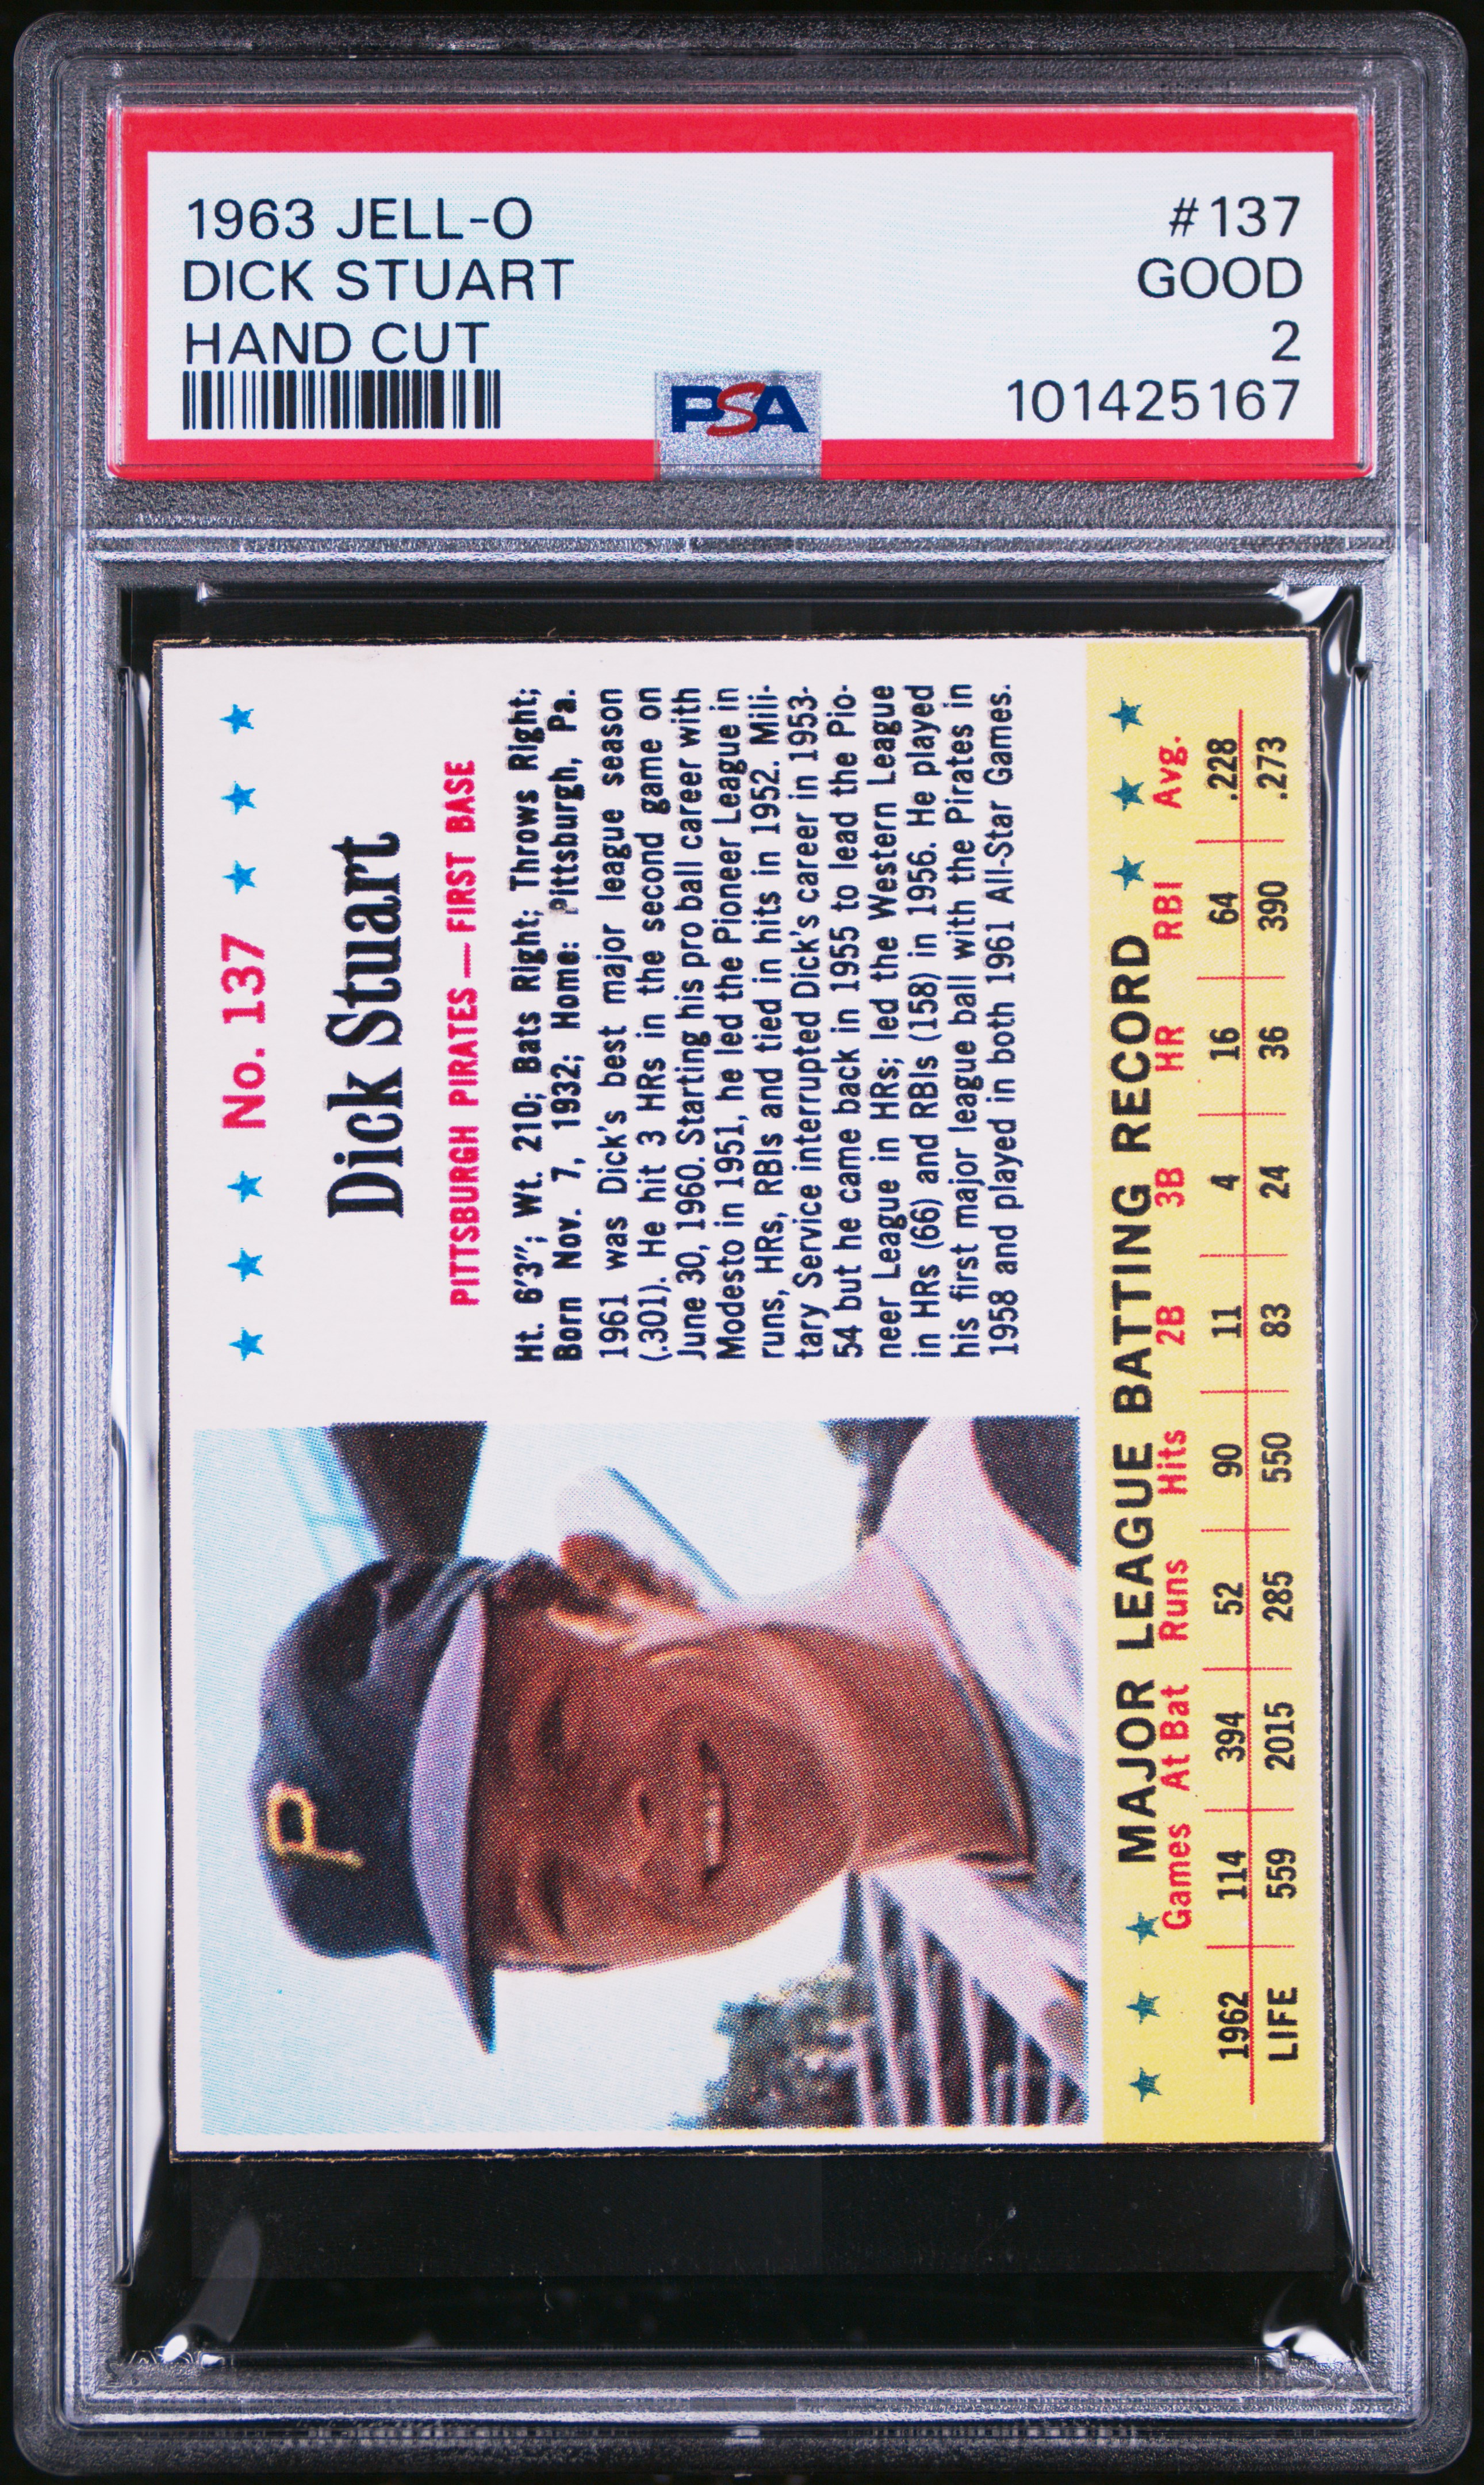 1963 JELL-O #137
DICK STUART GOOD
HAND CUT 2
PSA 101425167
No. 137
Dick Stuart
PITTSBURGH PIRATES — FIRST BASE
Ht. 6'3"; Wt. 210; Bats Right; Throws Right;
Born Nov. 7, 1932; Home: Pittsburgh, Pa.
1961 was Dick's best major league season
(.301). He hit 3 HRs in the second game on
June 30, 1960. Starting his pro ball career with
Modesto in 1951, he led the Pioneer League in
runs, HRs, RBIs and tied in hits in 1952. Mili-
tary Service interrupted Dick's career in 1953-
54 but he came back in 1955 to lead the Pio-
neer League in HRs; led the Western League
in HRs (66) and RBIs (158) in 1956. He played
his first major league ball with the Pirates in
1958 and played in both 1961 All-Star Games.
P
MAJOR LEAGUE BATTING RECORD
Games At Bat Runs Hits 2B 3B HR RBI Avg.
1962 114 394 52 90 11 4 16 64 .228
LIFE 559 2015 285 550 83 24 36 390 .273